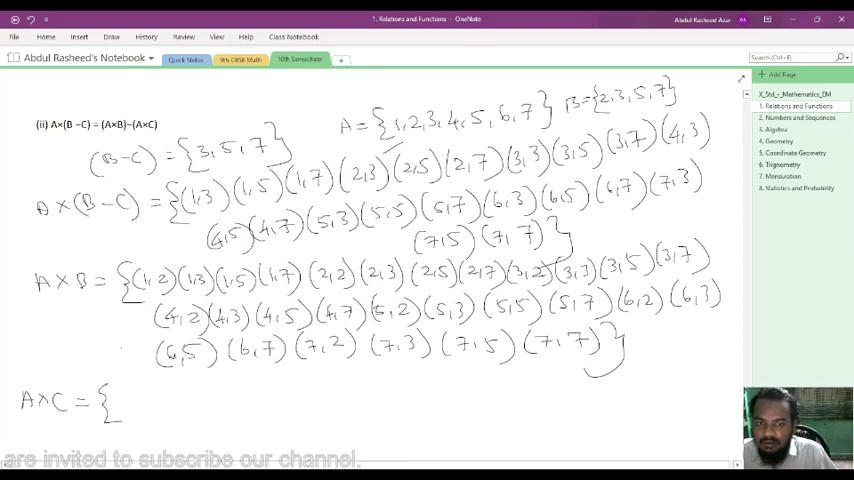 1. Relations and Functions - OneNote
Abdul Rasheed Azar AR
File Home Insert Draw History Review View Help Class Notebook
Abdul Rasheed's Notebook Quick Notes 9th CBSE Math 10th Samacheer
Search (Ctrl+E)
Add Page
X_Std_-_Mathematics_EM
1. Relations and Functions
2. Numbers and Sequences
3. Algebra
4. Geometry
5. Coordinate Geometry
6. Trigonometry
7. Mensuration
8. Statistics and Probability
A = {1,2,3,4,5,6,7} B={2,3,5,7}
(ii) A×(B −C) = (A×B)−(A×C)
(B−C) = {3,5,7}
A×(B−C) = {(1,3) (1,5) (1,7) (2,3) (2,5) (2,7) (3,3) (3,5) (3,7) (4,3)
(4,5) (4,7) (5,3) (5,5) (5,7) (6,3) (6,5) (6,7) (7,3)
(7,5) (7,7)}
A×B = {(1,2) (1,3) (1,5) (1,7) (2,2) (2,3) (2,5) (2,7) (3,2) (3,3) (3,5) (3,7)
(4,2) (4,3) (4,5) (4,7) (5,2) (5,3) (5,5) (5,7) (6,2) (6,3)
(6,5) (6,7) (7,2) (7,3) (7,5) (7,7)}
A×C = {
are invited to subscribe our channel.